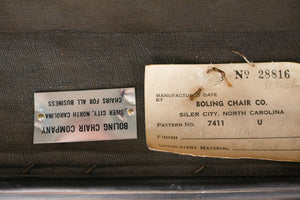 BOLING CHAIR COMPANY
SILER CITY, NORTH CAROLINA
CHAIRS FOR ALL BUSINESS
No 28816
MANUFACTURED DATE
BY
BOLING CHAIR CO.
SILER CITY, NORTH CAROLINA
PATTERN NO. 7411 U
FINISH
UPHOLSTERY MATERIAL